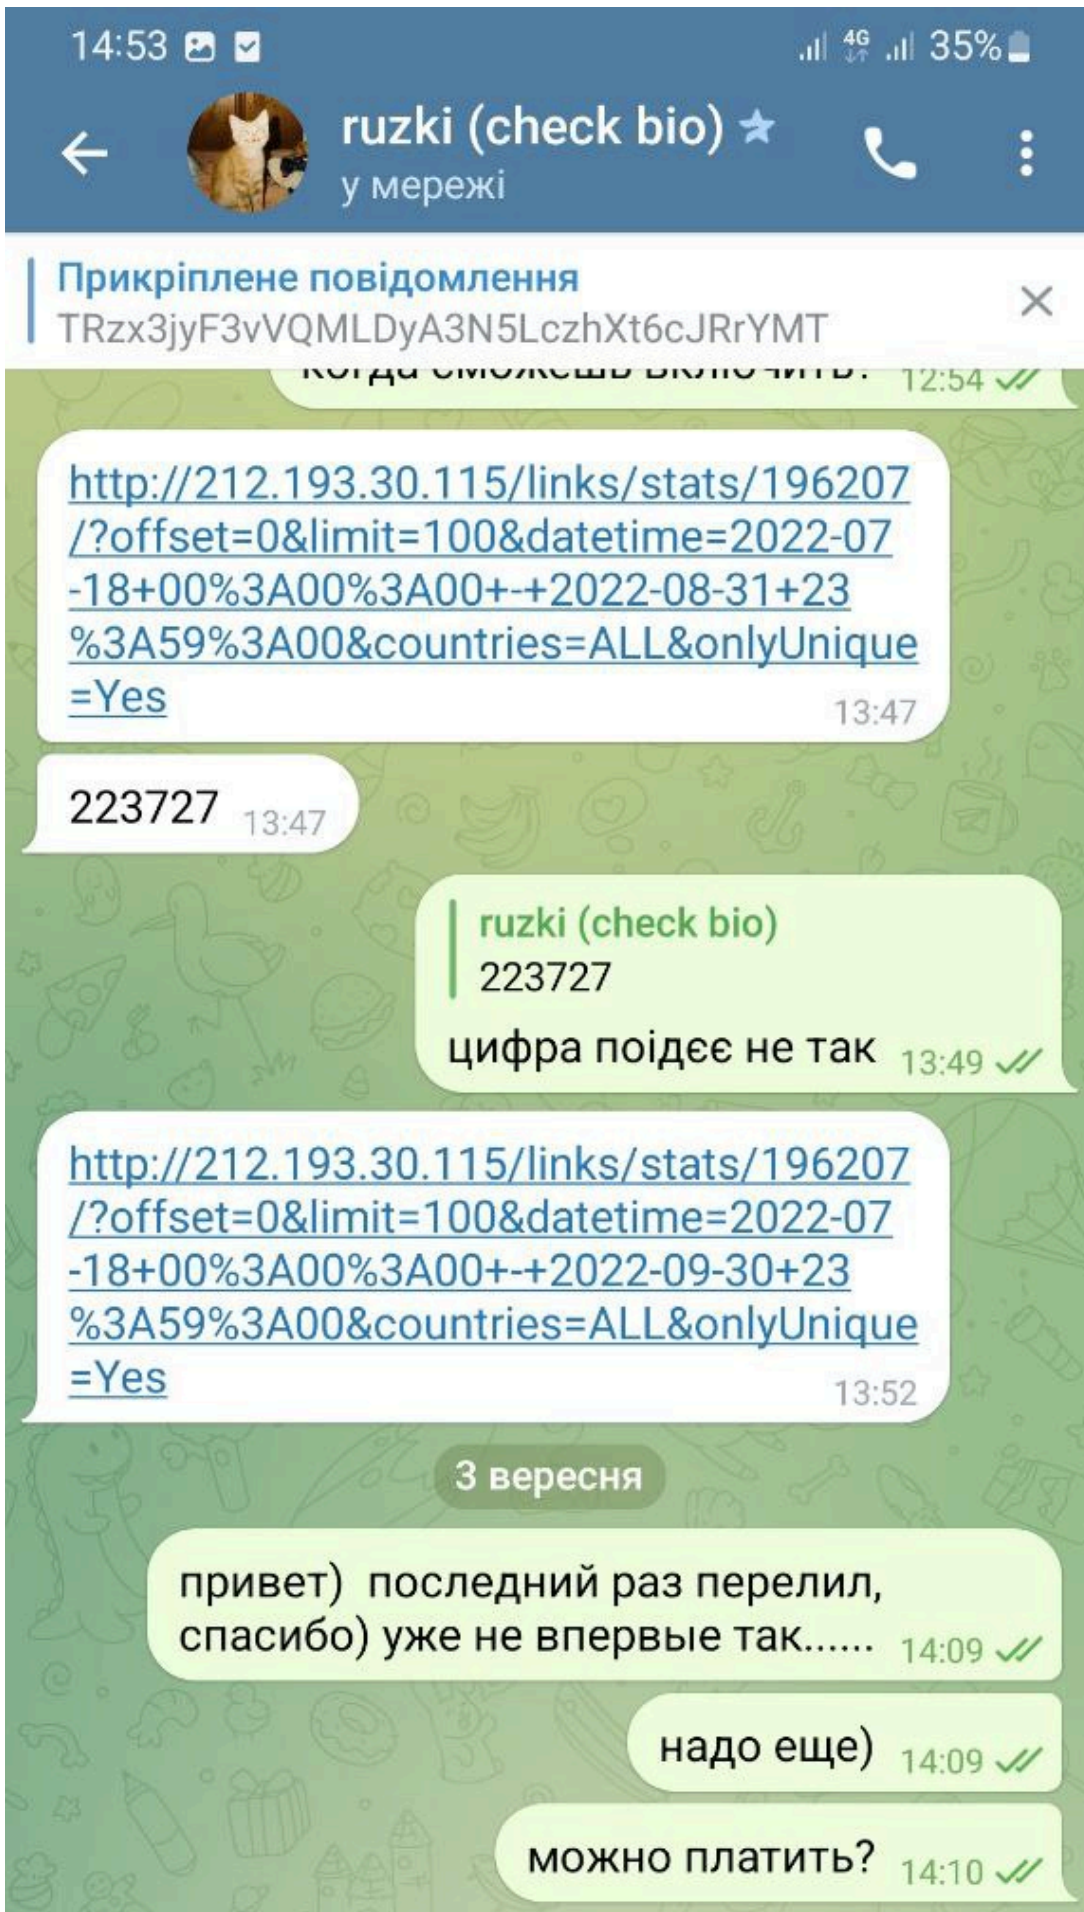 14:53
4G 35%
ruzki (check bio)
у мережі
Прикріплене повідомлення
TRzx3jyF3vVQMLDyA3N5LczhXt6cJRrYMT
когда сможешь включить? 12:54
http://212.193.30.115/links/stats/196207
/?offset=0&limit=100&datetime=2022-07
-18+00%3A00%3A00+-+2022-08-31+23
%3A59%3A00&countries=ALL&onlyUnique
=Yes
13:47
223727 13:47
ruzki (check bio)
223727
цифра поідєє не так 13:49
http://212.193.30.115/links/stats/196207
/?offset=0&limit=100&datetime=2022-07
-18+00%3A00%3A00+-+2022-09-30+23
%3A59%3A00&countries=ALL&onlyUnique
=Yes
13:52
3 вересня
привет)  последний раз перелил,
спасибо) уже не впервые так...... 14:09
надо еще) 14:09
можно платить? 14:10